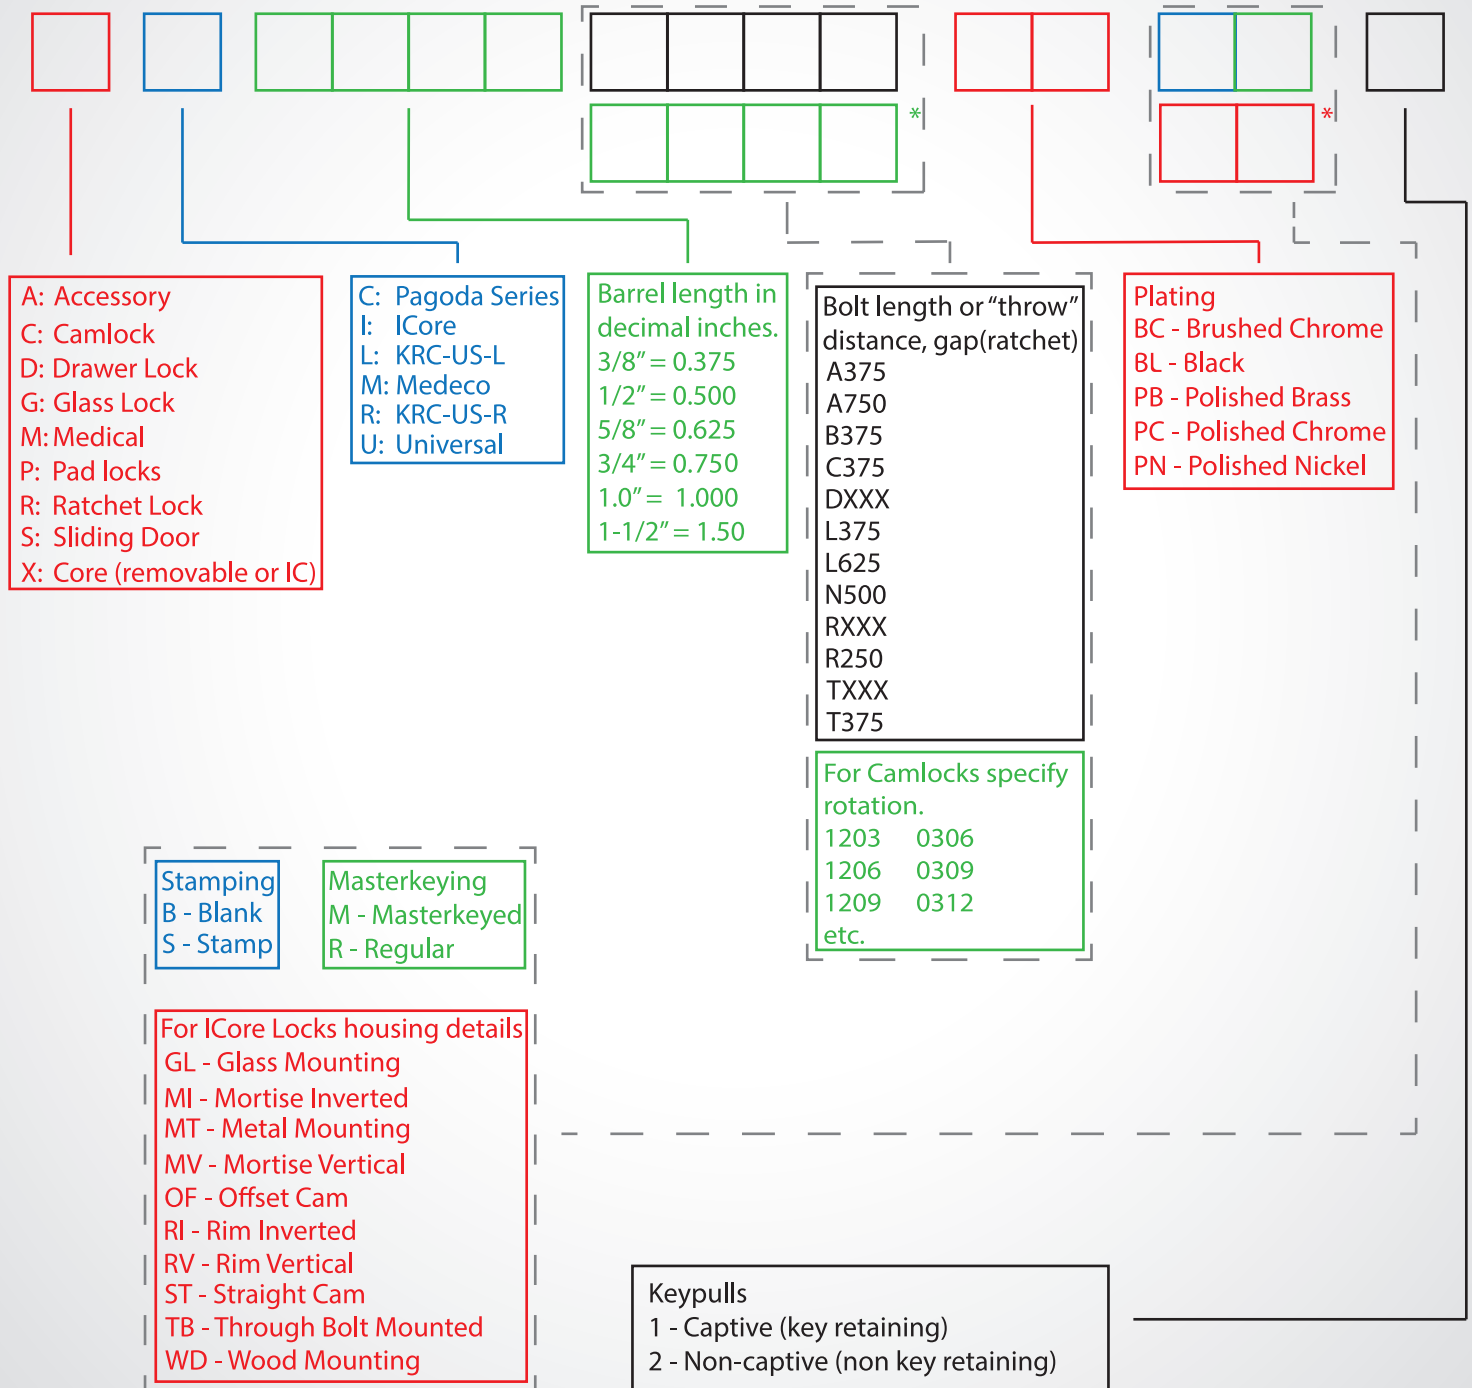 *
*
A: Accessory
C: Camlock
D: Drawer Lock
G: Glass Lock
M: Medical
P: Pad locks
R: Ratchet Lock
S: Sliding Door
X: Core (removable or IC)
C: Pagoda Series
I: ICore
L: KRC-US-L
M: Medeco
R: KRC-US-R
U: Universal
Barrel length in
decimal inches.
3/8” = 0.375
1/2” = 0.500
5/8” = 0.625
3/4” = 0.750
1.0” = 1.000
1-1/2” = 1.50
Bolt length or “throw”
distance, gap(ratchet)
A375
A750
B375
C375
DXXX
L375
L625
N500
RXXX
R250
TXXX
T375
For Camlocks specify
rotation.
1203 0306
1206 0309
1209 0312
etc.
Plating
BC - Brushed Chrome
BL - Black
PB - Polished Brass
PC - Polished Chrome
PN - Polished Nickel
Stamping
B - Blank
S - Stamp
Masterkeying
M - Masterkeyed
R - Regular
For ICore Locks housing details
GL - Glass Mounting
MI - Mortise Inverted
MT - Metal Mounting
MV - Mortise Vertical
OF - Offset Cam
RI - Rim Inverted
RV - Rim Vertical
ST - Straight Cam
TB - Through Bolt Mounted
WD - Wood Mounting
Keypulls
1 - Captive (key retaining)
2 - Non-captive (non key retaining)